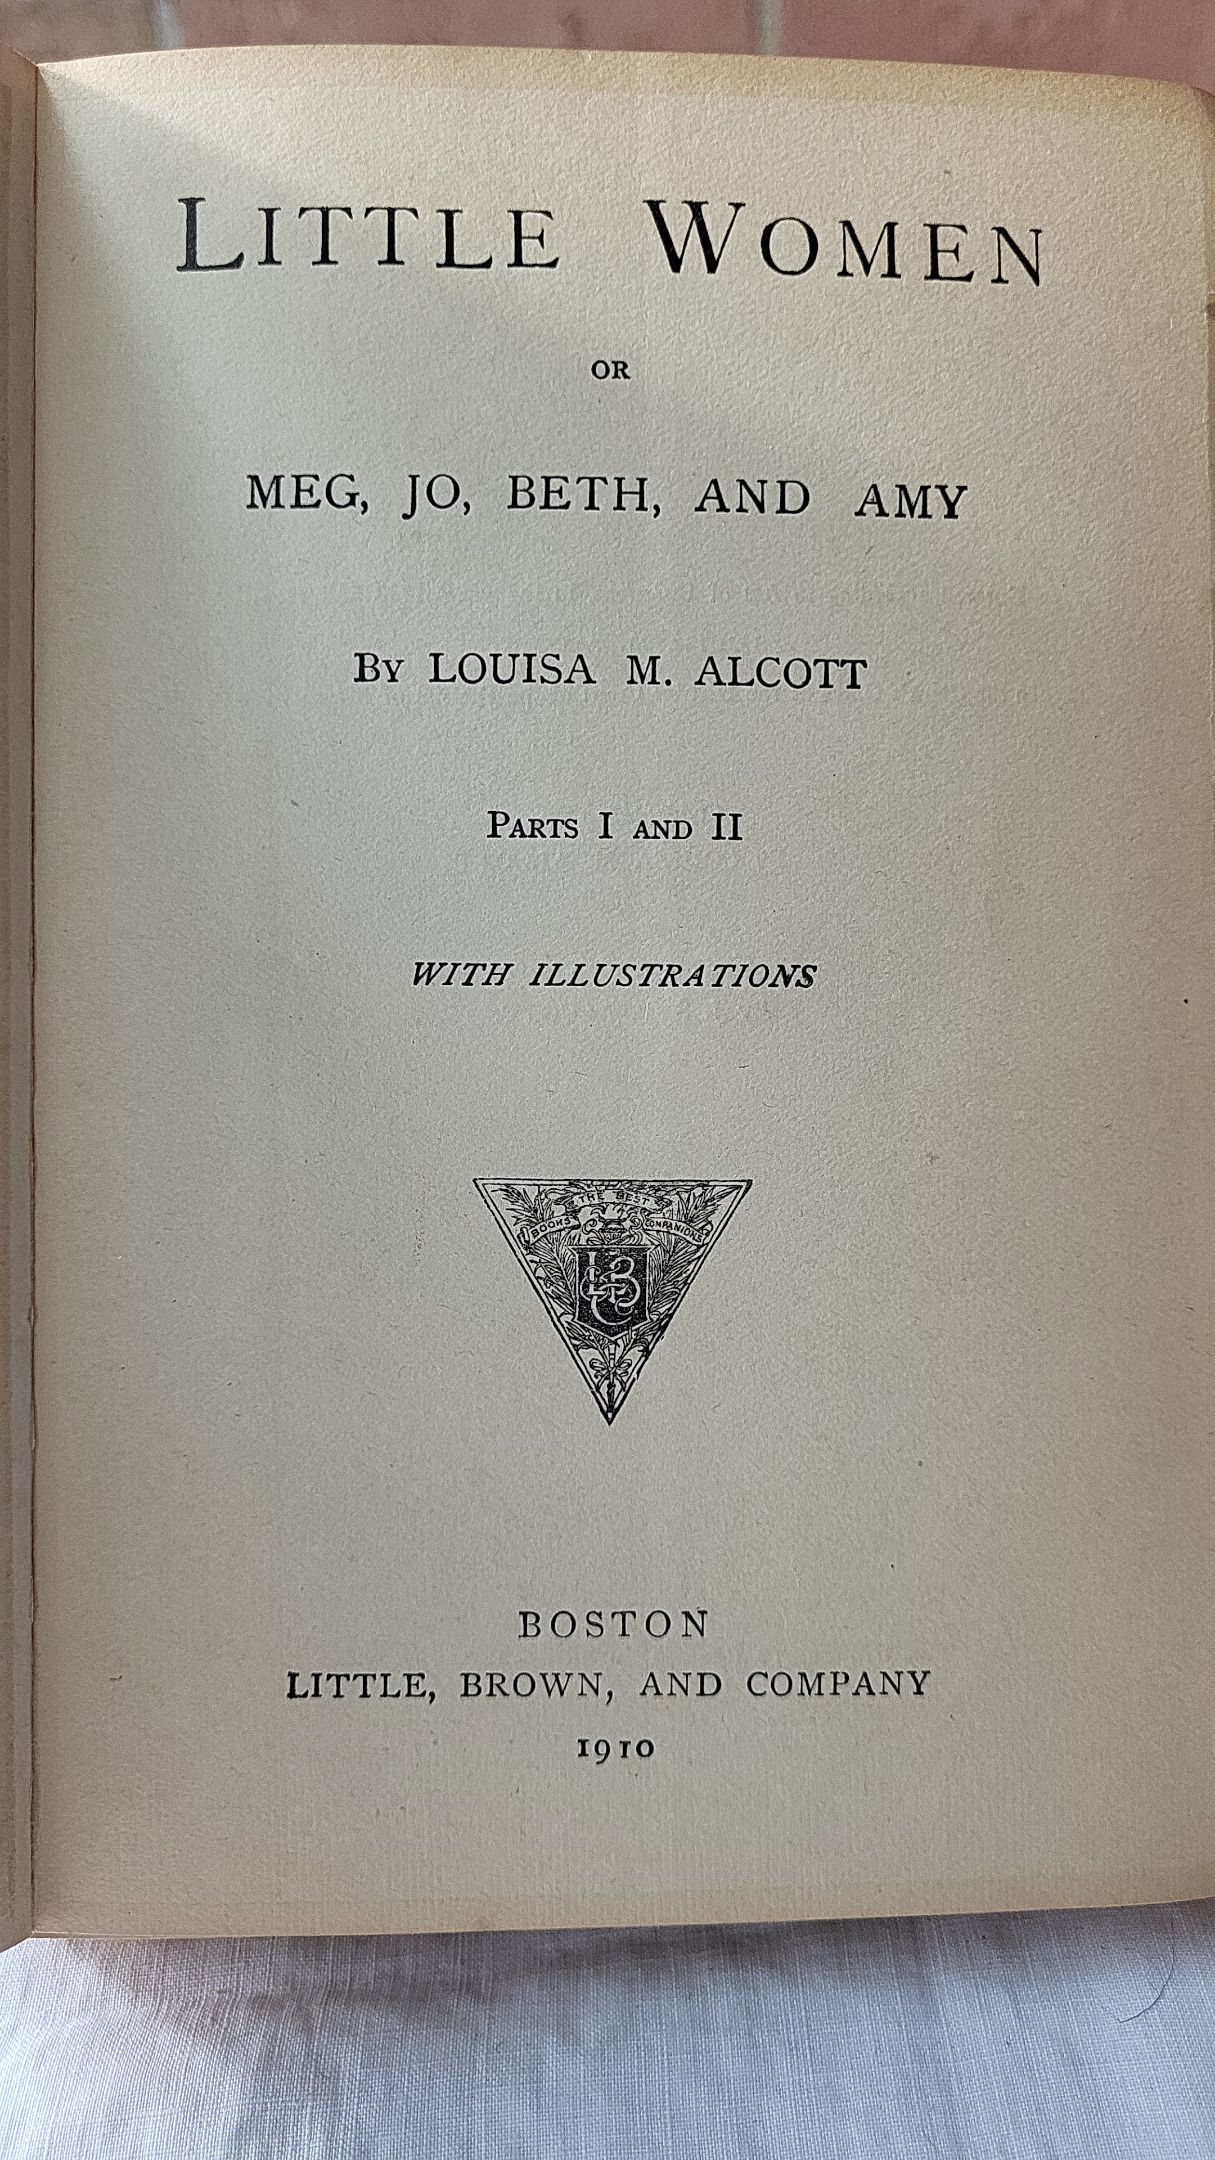 LITTLE WOMEN
OR
MEG, JO, BETH, AND AMY
BY LOUISA M. ALCOTT
PARTS I AND II
WITH ILLUSTRATIONS
THE BEST
BOOKS COMPANIONS
LBC
BOSTON
LITTLE, BROWN, AND COMPANY
1910